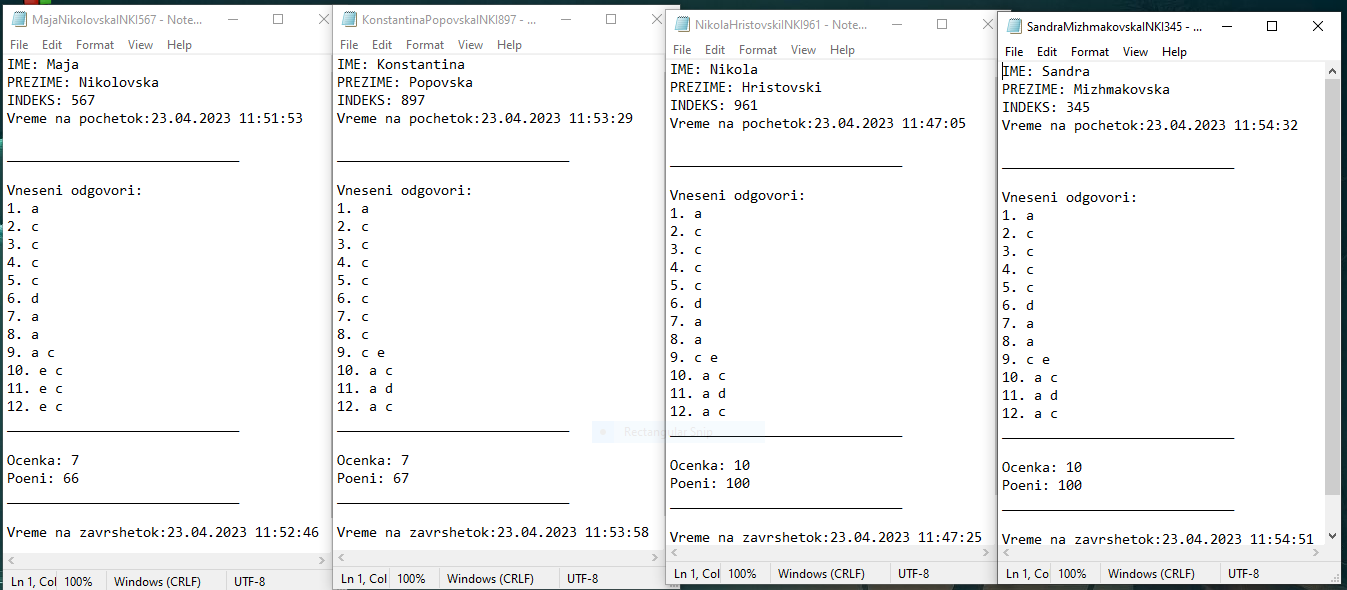 MajaNikolovskaINKI567 - Note...
File Edit Format View Help
IME: Maja
PREZIME: Nikolovska
INDEKS: 567
Vreme na pochetok:23.04.2023 11:51:53
Vneseni odgovori:
1. a
2. c
3. c
4. c
5. c
6. d
7. a
8. a
9. a c
10. e c
11. e c
12. e c
Ocenka: 7
Poeni: 66
Vreme na zavrshetok:23.04.2023 11:52:46
Ln 1, Col 100% Windows (CRLF) UTF-8
KonstantinaPopovskaINKI897 - ...
File Edit Format View Help
IME: Konstantina
PREZIME: Popovska
INDEKS: 897
Vreme na pochetok:23.04.2023 11:53:29
Vneseni odgovori:
1. a
2. c
3. c
4. c
5. c
6. c
7. c
8. c
9. c e
10. a c
11. a d
12. a c
Ocenka: 7
Poeni: 67
Vreme na zavrshetok:23.04.2023 11:53:58
Ln 1, Col 100% Windows (CRLF) UTF-8
Rectangular Snip
NikolaHristovskiINKI961 - Note...
File Edit Format View Help
IME: Nikola
PREZIME: Hristovski
INDEKS: 961
Vreme na pochetok:23.04.2023 11:47:05
Vneseni odgovori:
1. a
2. c
3. c
4. c
5. c
6. d
7. a
8. a
9. c e
10. a c
11. a d
12. a c
Ocenka: 10
Poeni: 100
Vreme na zavrshetok:23.04.2023 11:47:25
Ln 1, Col 100% Windows (CRLF) UTF-8
SandraMizhmakovskaINKI345 - ...
File Edit Format View Help
IME: Sandra
PREZIME: Mizhmakovska
INDEKS: 345
Vreme na pochetok:23.04.2023 11:54:32
Vneseni odgovori:
1. a
2. c
3. c
4. c
5. c
6. d
7. a
8. a
9. c e
10. a c
11. a d
12. a c
Ocenka: 10
Poeni: 100
Vreme na zavrshetok:23.04.2023 11:54:51
Ln 1, Co 100% Windows (CRLF) UTF-8